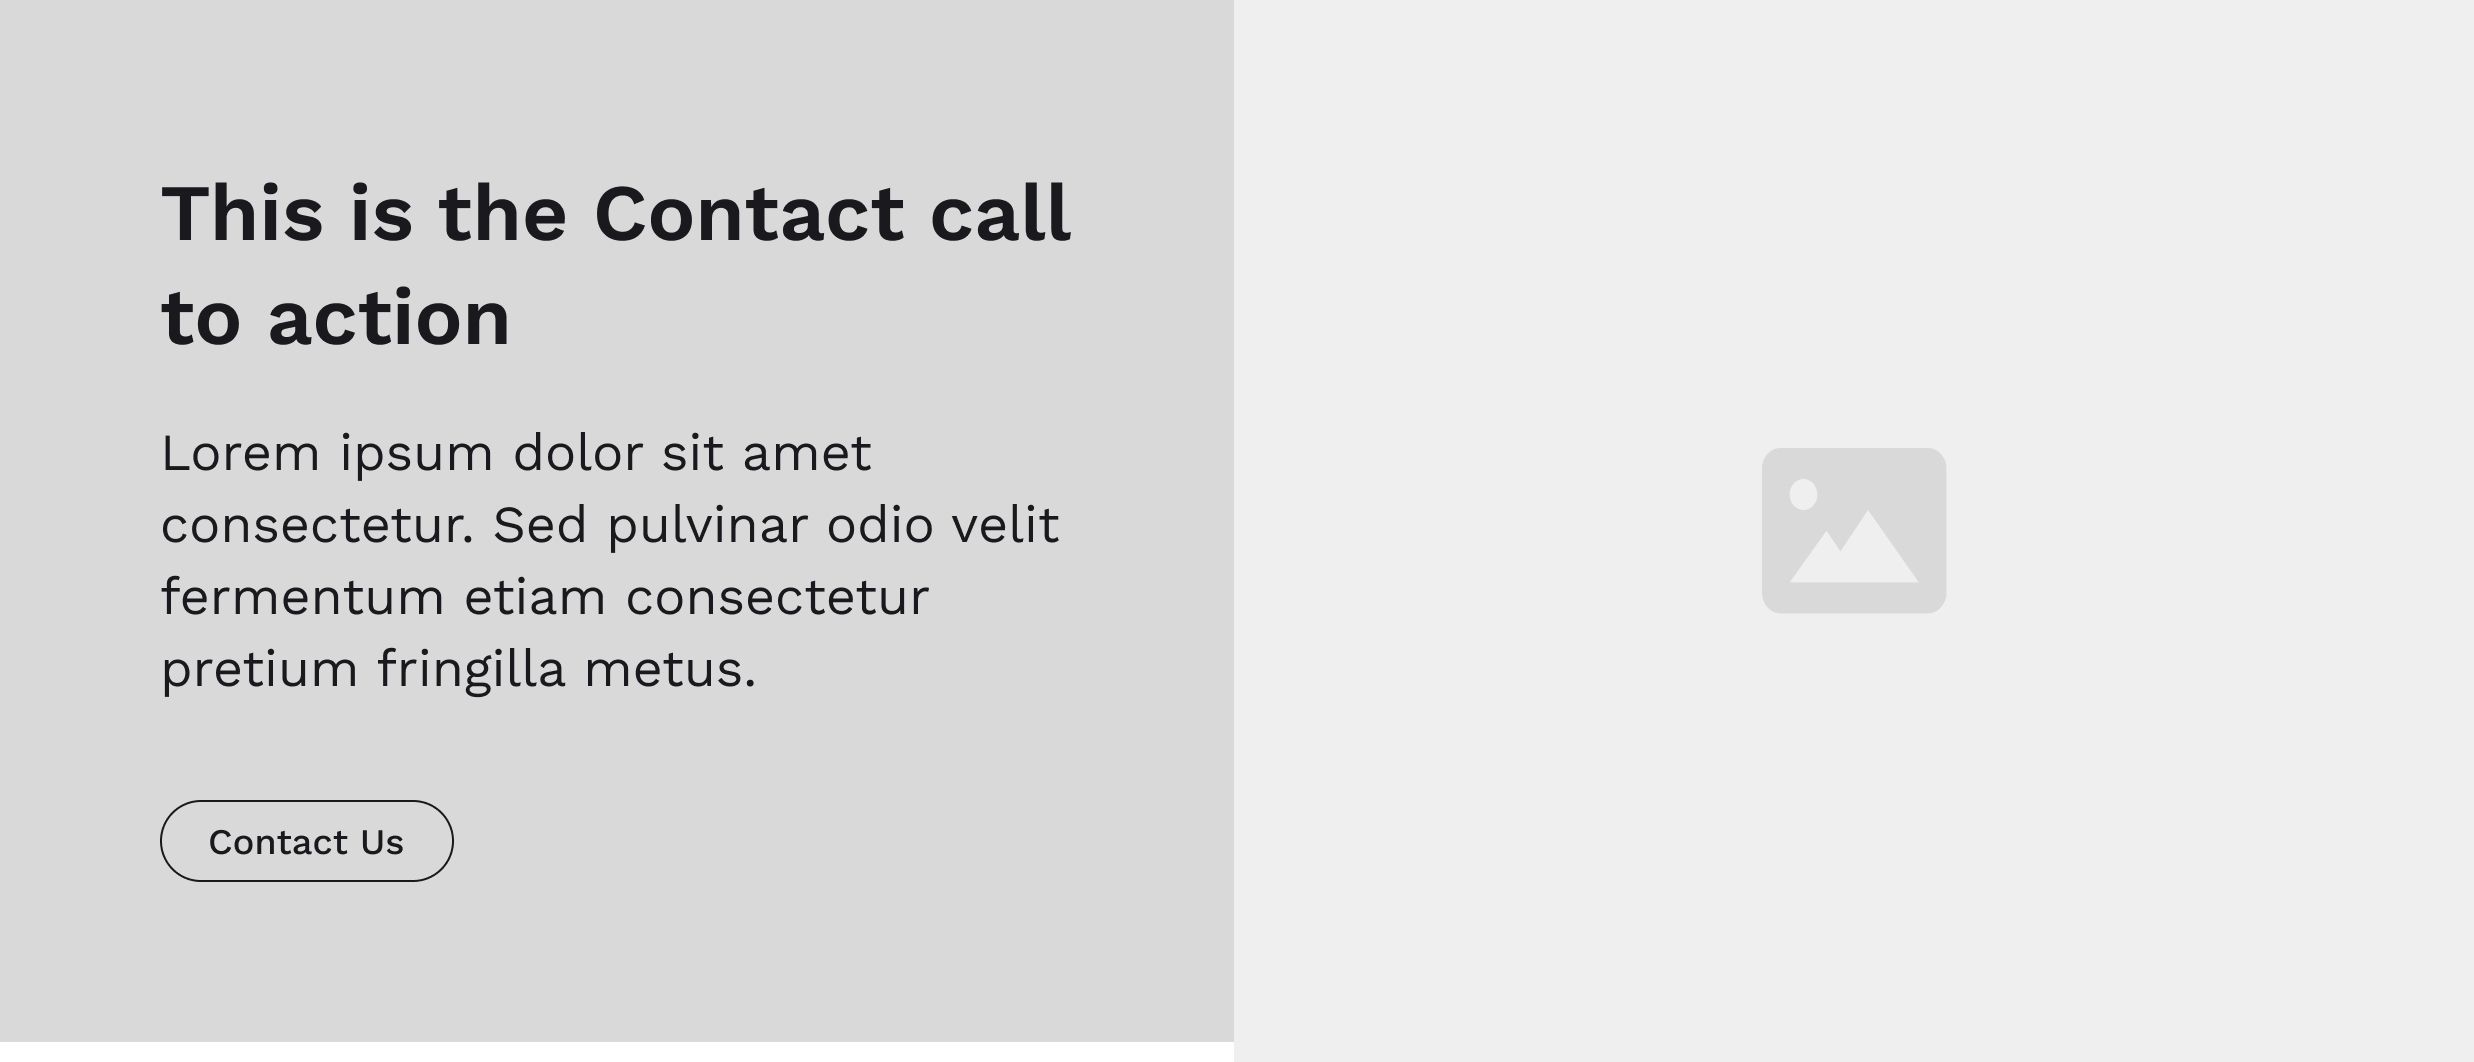 This is the Contact call
to action
Lorem ipsum dolor sit amet
consectetur. Sed pulvinar odio velit
fermentum etiam consectetur
pretium fringilla metus.
Contact Us